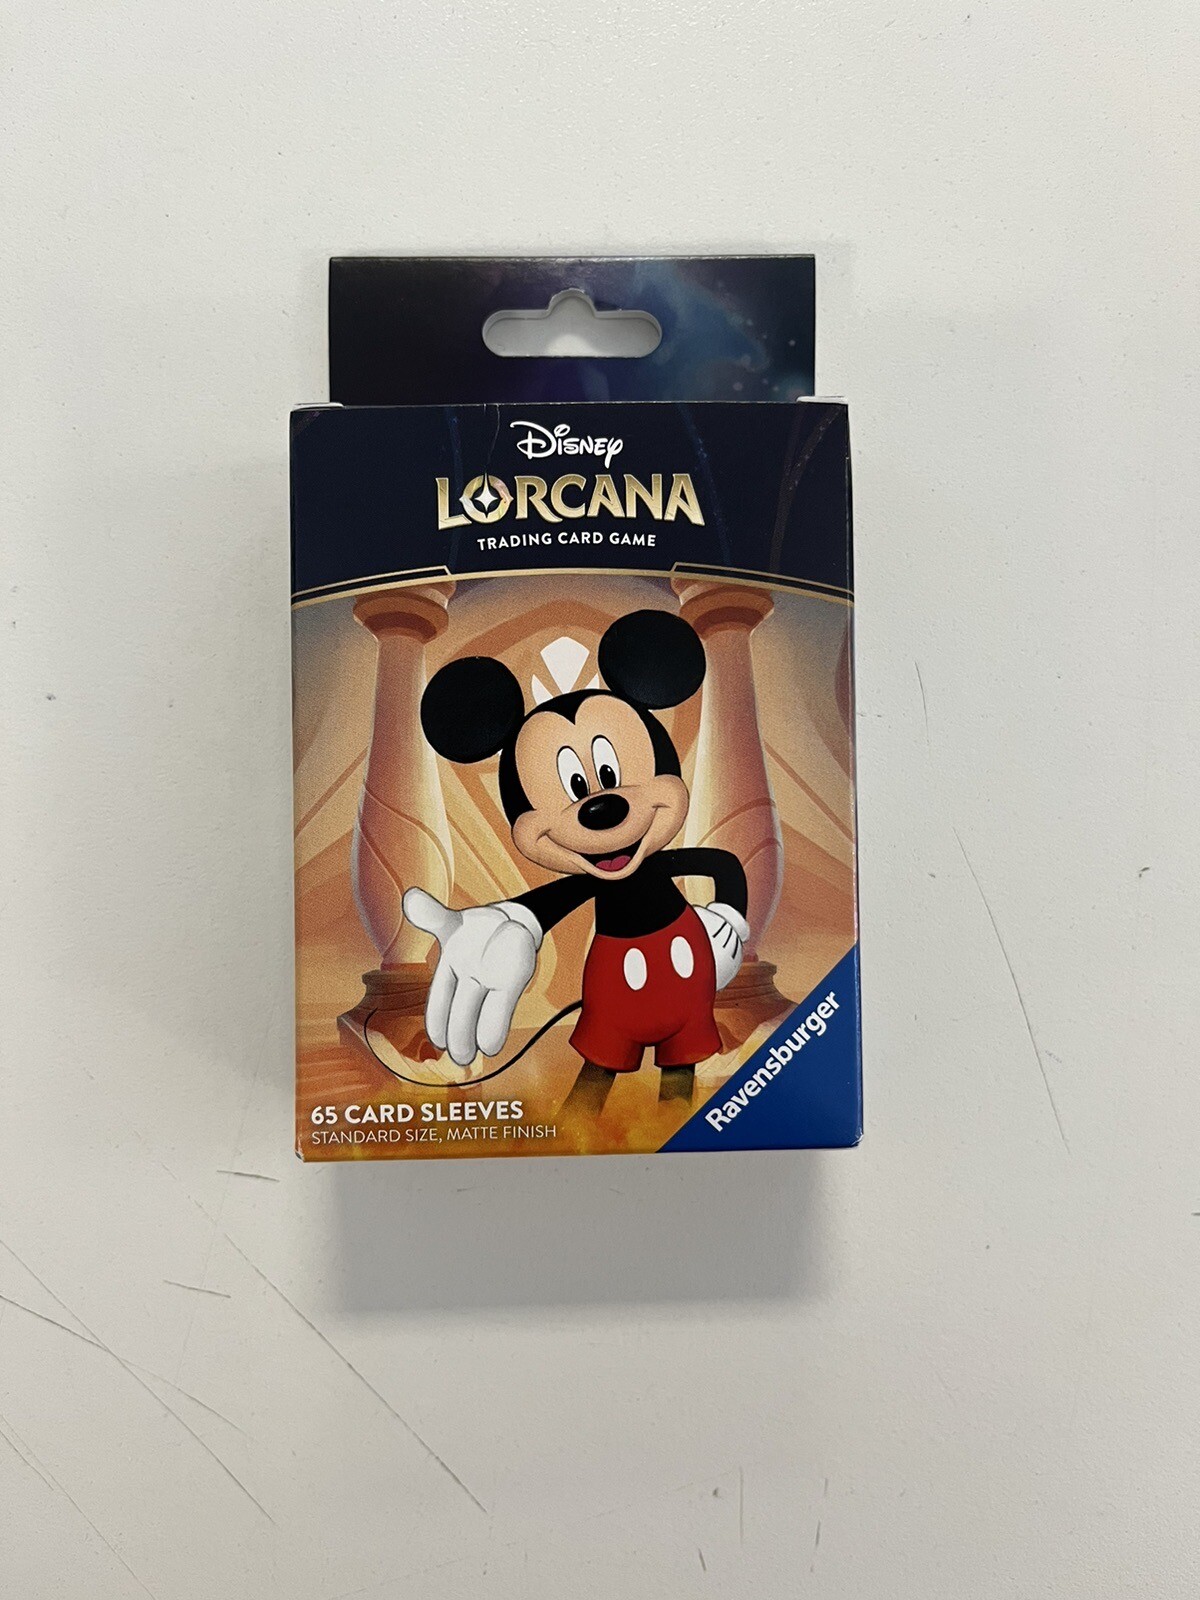 Disney
LORCANA
TRADING CARD GAME
65 CARD SLEEVES
STANDARD SIZE, MATTE FINISH
Ravensburger